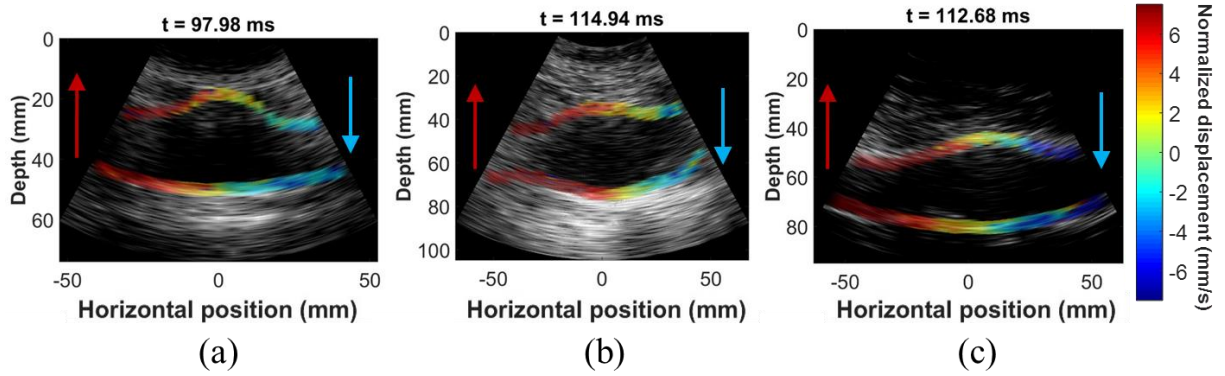 t = 97.98 ms
0
20
40
60
Depth (mm)
-50
0
50
Horizontal position (mm)
(a)
t = 114.94 ms
0
20
40
60
80
100
Depth (mm)
-50
0
50
Horizontal position (mm)
(b)
t = 112.68 ms
0
20
40
60
80
Depth (mm)
-50
0
50
Horizontal position (mm)
(c)
6
4
2
0
-2
-4
-6
Normalized displacement (mm/s)